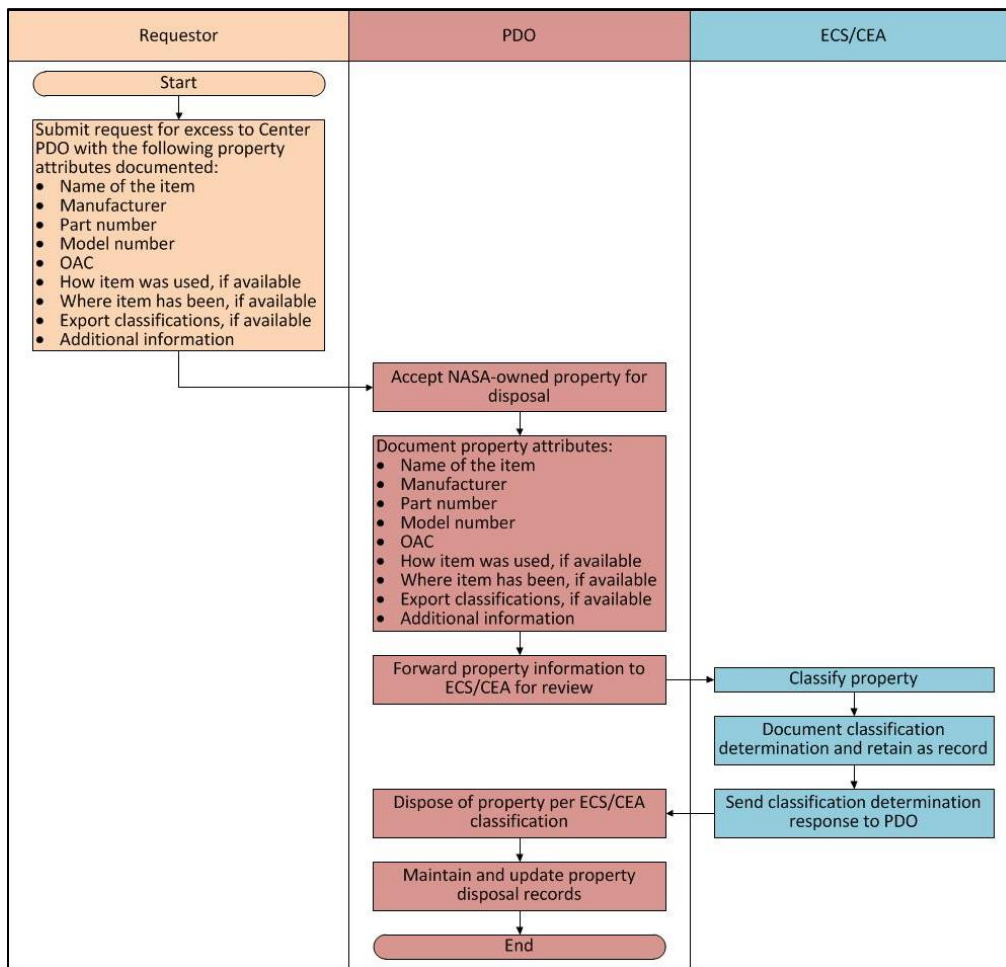 Requestor
PDO
ECS/CEA
Start
Submit request for excess to Center
PDO with the following property
attributes documented:
• Name of the item
• Manufacturer
• Part number
• Model number
• OAC
• How item was used, if available
• Where item has been, if available
• Export classifications, if available
• Additional information
Accept NASA-owned property for
disposal
Document property attributes:
• Name of the item
• Manufacturer
• Part number
• Model number
• OAC
• How item was used, if available
• Where item has been, if available
• Export classifications, if available
• Additional information
Forward property information to
ECS/CEA for review
Classify property
Document classification
determination and retain as record
Send classification determination
response to PDO
Dispose of property per ECS/CEA
classification
Maintain and update property
disposal records
End